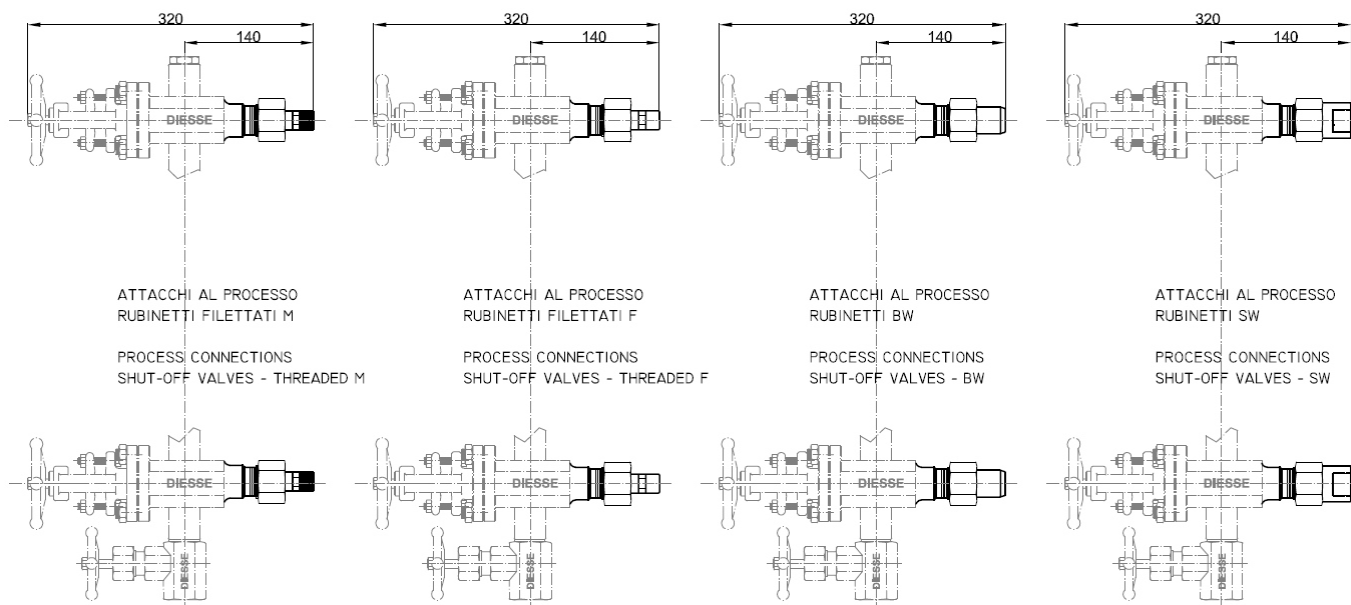 320
320
320
320
140
140
140
140
DIESSE
DIESSE
DIESSE
DIESSE
ATTACCHI AL PROCESSO
RUBINETTI FILETTATI M
PROCESS CONNECTIONS
SHUT-OFF VALVES - THREADED M
ATTACCHI AL PROCESSO
RUBINETTI FILETTATI F
PROCESS CONNECTIONS
SHUT-OFF VALVES - THREADED F
ATTACCHI AL PROCESSO
RUBINETTI BW
PROCESS CONNECTIONS
SHUT-OFF VALVES - BW
ATTACCHI AL PROCESSO
RUBINETTI SW
PROCESS CONNECTIONS
SHUT-OFF VALVES - SW
DIESSE
DIESSE
DIESSE
DIESSE
DIESSE
DIESSE
DIESSE
DIESSE